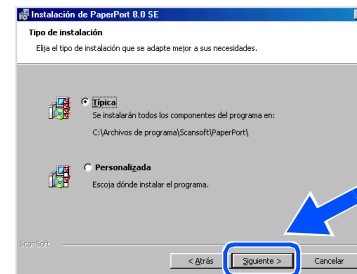 Instalación de PaperPort 8.0 SE
Tipo de instalación
Elija el tipo de instalación que se adapte mejor a sus necesidades.
Típica
Se instalarán todos los componentes del programa en:
C:\Archivos de programa\Scansoft\PaperPort\
Personalizada
Escoja dónde instalar el programa.
ScanSoft
< Atrás
Siguiente >
Cancelar